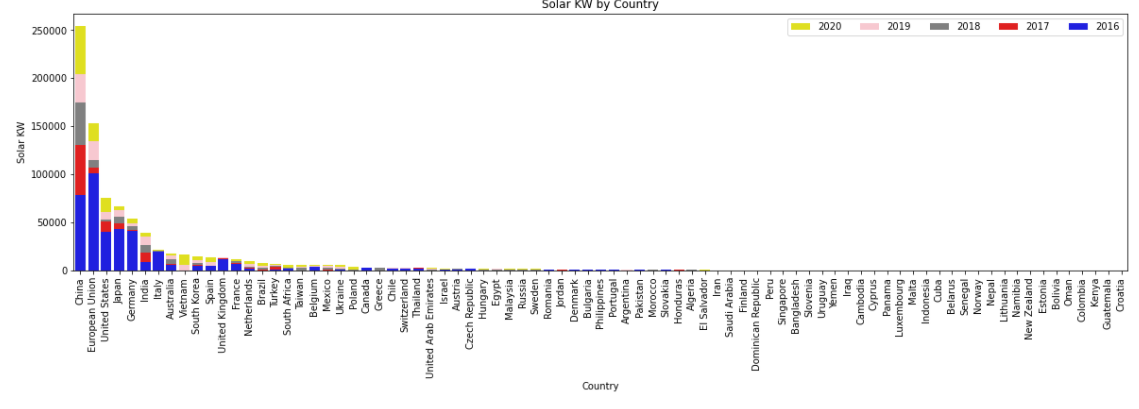 Solar KW by Country
2020 2019 2018 2017 2016
Solar KW
250000
200000
150000
100000
50000
0
China
European Union
United States
Japan
Germany
India
Italy
Australia
Vietnam
South Korea
Spain
United Kingdom
France
Netherlands
Brazil
Turkey
South Africa
Taiwan
Belgium
Mexico
Ukraine
Poland
Canada
Greece
Chile
Switzerland
Thailand
United Arab Emirates
Israel
Austria
Czech Republic
Hungary
Egypt
Malaysia
Russia
Sweden
Romania
Jordan
Denmark
Bulgaria
Philippines
Portugal
Argentina
Pakistan
Morocco
Slovakia
Honduras
Algeria
El Salvador
Iran
Saudi Arabia
Finland
Dominican Republic
Peru
Singapore
Bangladesh
Slovenia
Uruguay
Yemen
Iraq
Cambodia
Cyprus
Panama
Luxembourg
Malta
Indonesia
Cuba
Belarus
Senegal
Norway
Nepal
Lithuania
Namibia
New Zealand
Estonia
Bolivia
Oman
Colombia
Kenya
Guatemala
Croatia
Country